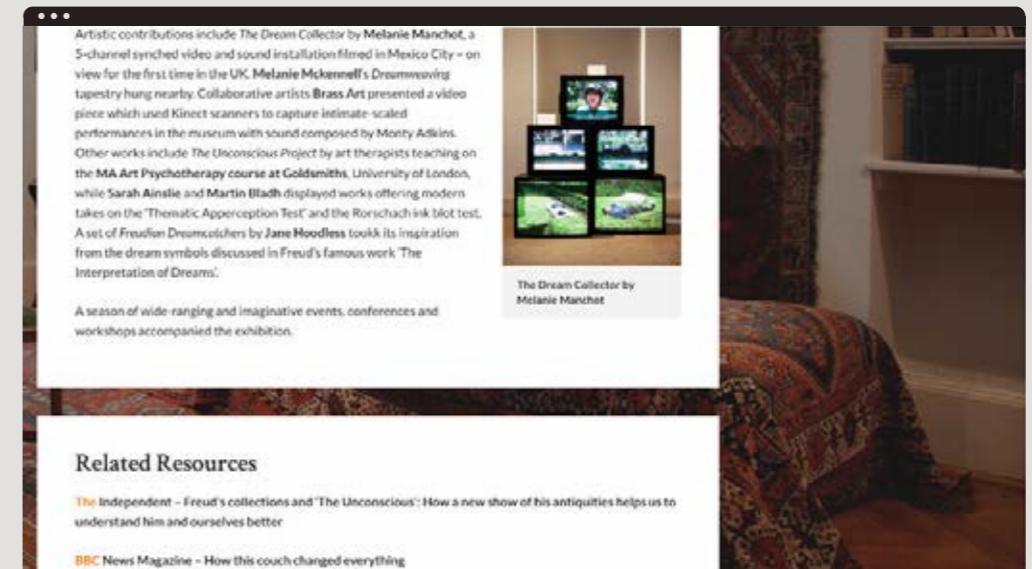 Artistic contributions include The Dream Collector by Melanie Manchot, a
5-channel synched video and sound installation filmed in Mexico City – on
view for the first time in the UK. Melanie Mckennell's Dreamweaving
tapestry hung nearby. Collaborative artists Brass Art presented a video
piece which used Kinect scanners to capture intimate-scaled
performances in the museum with sound composed by Monty Adkins.
Other works include The Unconscious Project by art therapists teaching on
the MA Art Psychotherapy course at Goldsmiths, University of London,
while Sarah Ainslie and Martin Bladh displayed works offering modern
takes on the 'Thematic Apperception Test' and the Rorschach ink blot test.
A set of Freudian Dreamcatchers by Jane Hoodless tookk its inspiration
from the dream symbols discussed in Freud's famous work 'The
Interpretation of Dreams'.
A season of wide-ranging and imaginative events, conferences and
workshops accompanied the exhibition.
The Dream Collector by
Melanie Manchot
Related Resources
The Independent – Freud's collections and 'The Unconscious': How a new show of his antiquities helps us to
understand him and ourselves better
BBC News Magazine – How this couch changed everything